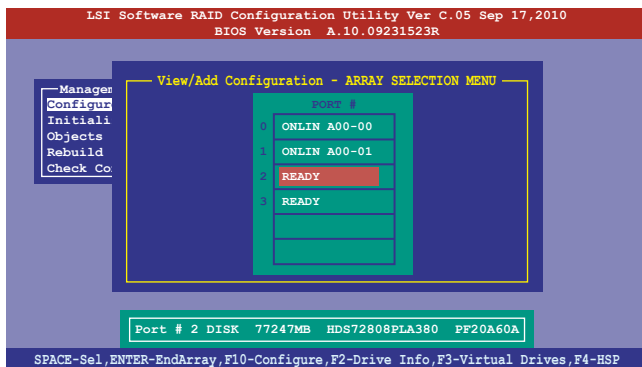 LSI Software RAID Configuration Utility Ver C.05 Sep 17,2010
BIOS Version A.10.09231523R
Managem
View/Add Configuration - ARRAY SELECTION MENU
Configur
Initiali
Objects
Rebuild
Check Co
PORT #
0 ONLIN A00-00
1 ONLIN A00-01
2 READY
3 READY
Port # 2 DISK 77247MB HDS72808PLA380 PF20A60A
SPACE-Sel,ENTER-EndArray,F10-Configure,F2-Drive Info,F3-Virtual Drives,F4-HSP